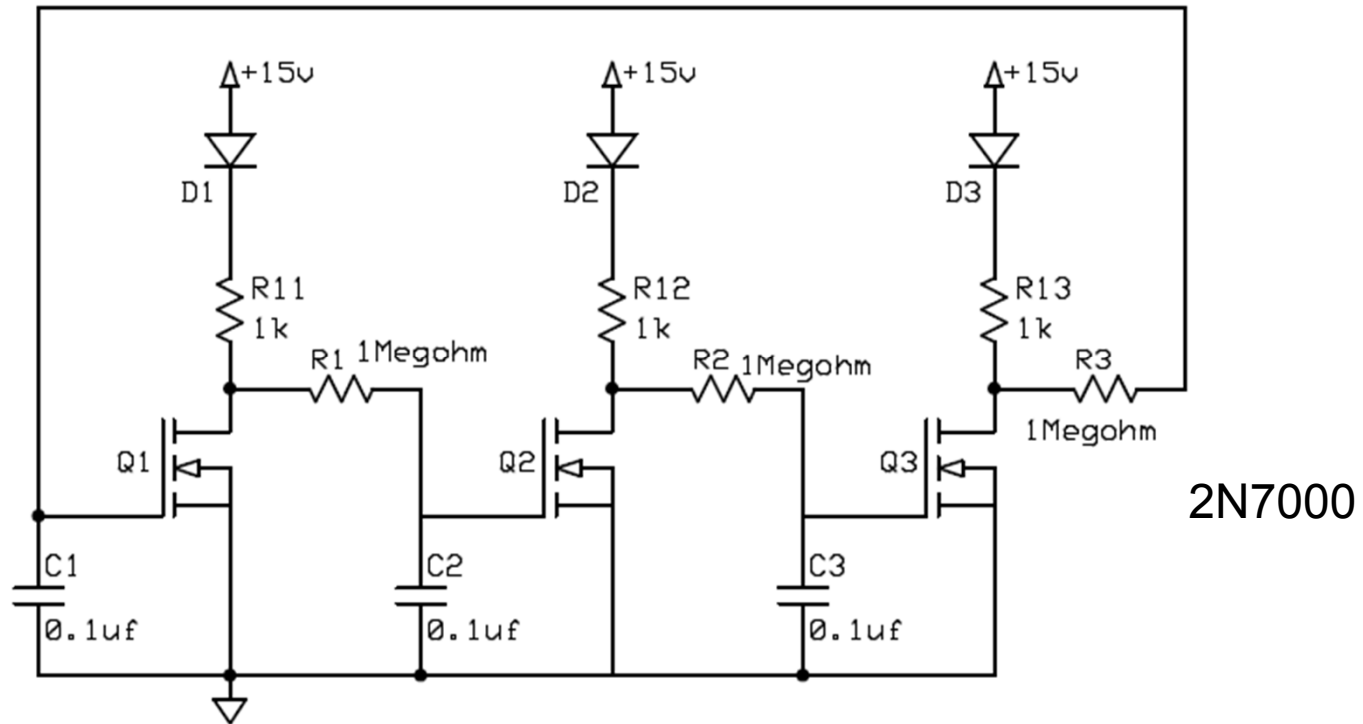 +15v
+15v
+15v
D1
D2
D3
R11
1k
R12
1k
R13
1k
R1 1Megohm
R2 1Megohm
R3
1Megohm
Q1
Q2
Q3
2N7000
C1
0.1uf
C2
0.1uf
C3
0.1uf